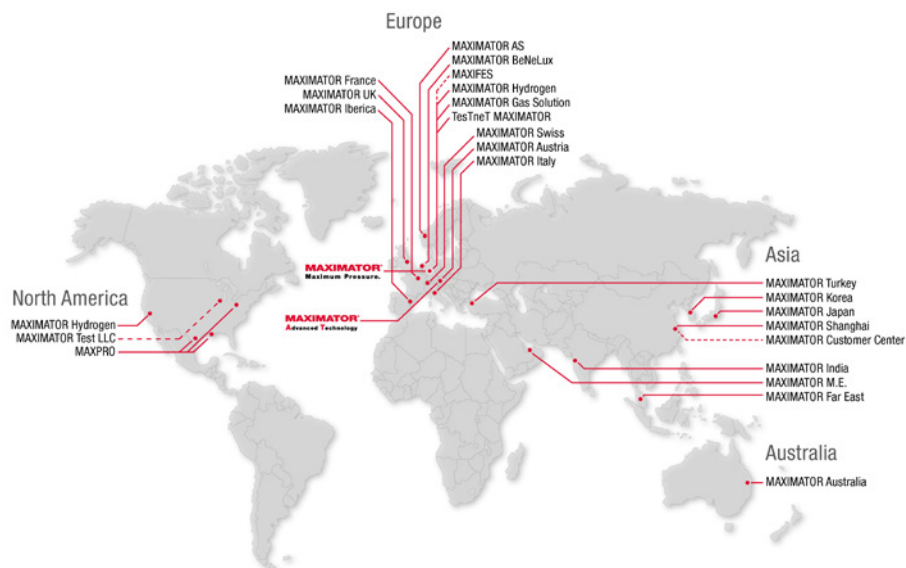 Europe
MAXIMATOR AS
MAXIMATOR BeNeLux
MAXIFES
MAXIMATOR Hydrogen
MAXIMATOR Gas Solution
TesTneT MAXIMATOR
MAXIMATOR France
MAXIMATOR UK
MAXIMATOR Iberica
MAXIMATOR Swiss
MAXIMATOR Austria
MAXIMATOR Italy
MAXIMATOR®
Maximum Pressure.
MAXIMATOR®
Advanced Technology
North America
MAXIMATOR Hydrogen
MAXIMATOR Test LLC
MAXPRO
Asia
MAXIMATOR Turkey
MAXIMATOR Korea
MAXIMATOR Japan
MAXIMATOR Shanghai
MAXIMATOR Customer Center
MAXIMATOR India
MAXIMATOR M.E.
MAXIMATOR Far East
Australia
MAXIMATOR Australia